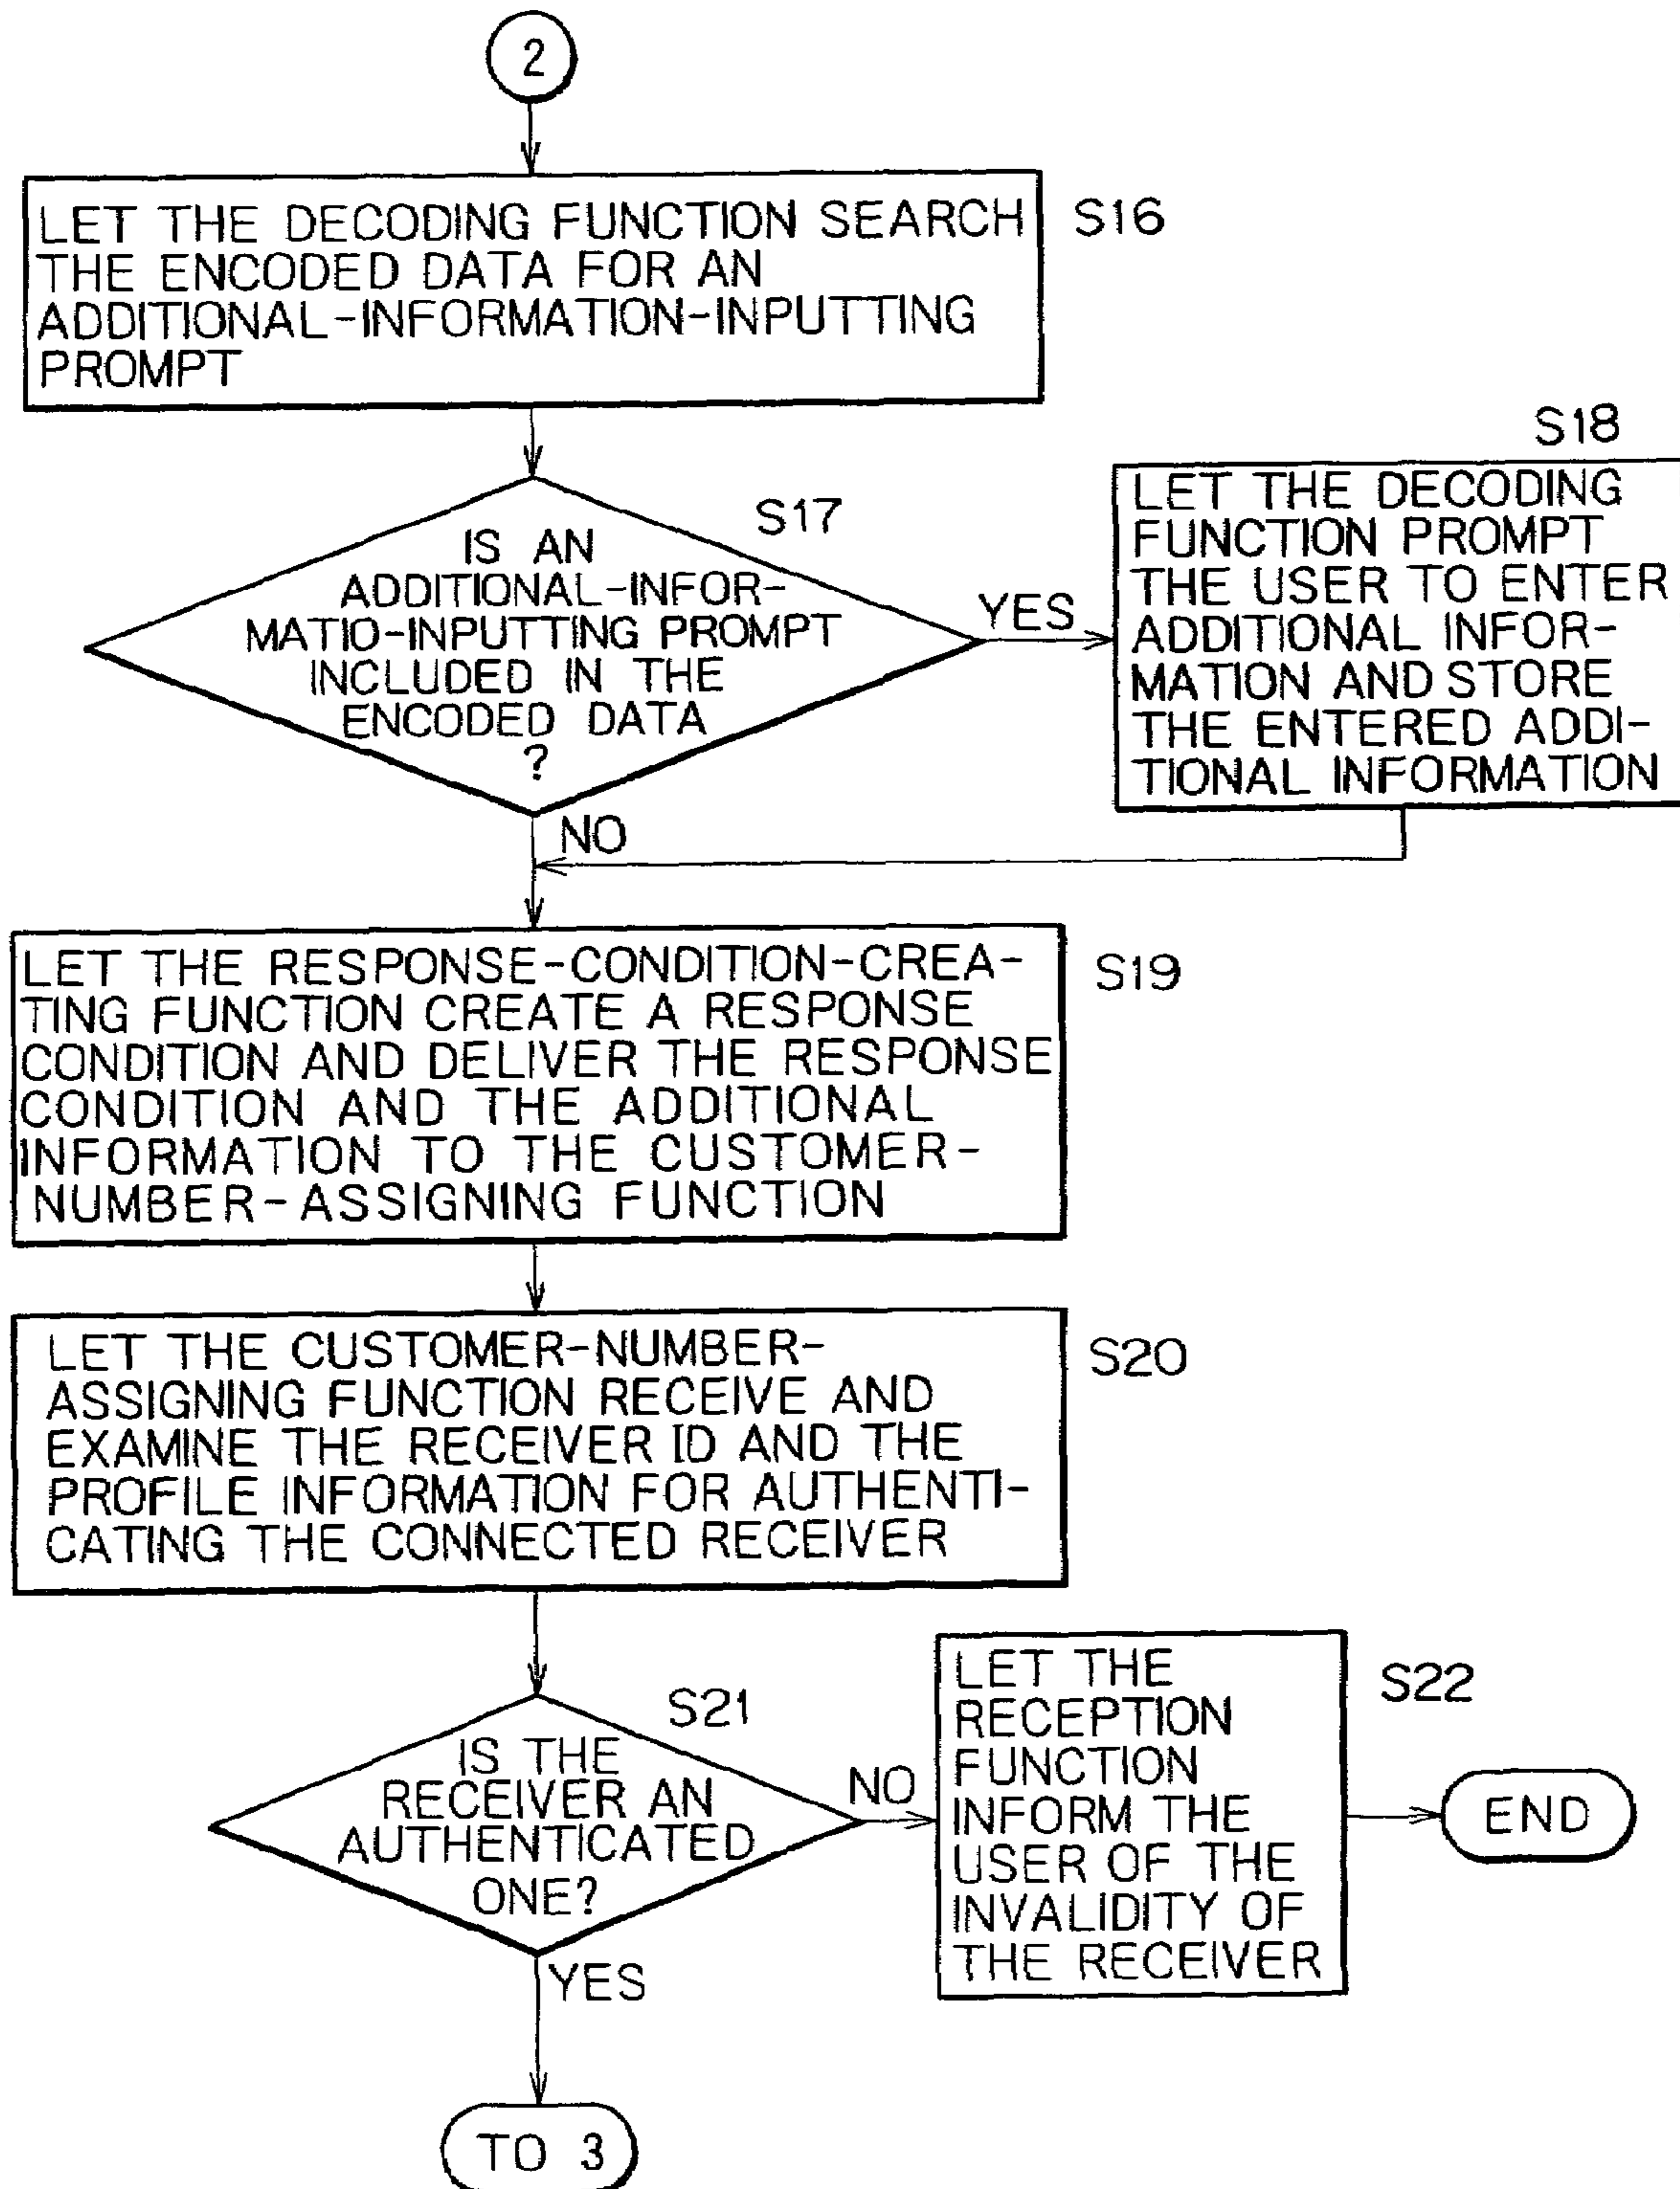 2
LET THE DECODING FUNCTION SEARCH
THE ENCODED DATA FOR AN
ADDITIONAL-INFORMATION-INPUTTING
PROMPT
S16
S17
IS AN
ADDITIONAL-INFOR-
MATIO-INPUTTING PROMPT
INCLUDED IN THE
ENCODED DATA
?
YES
NO
S18
LET THE DECODING
FUNCTION PROMPT
THE USER TO ENTER
ADDITIONAL INFOR-
MATION AND STORE
THE ENTERED ADDI-
TIONAL INFORMATION
LET THE RESPONSE-CONDITION-CREA-
TING FUNCTION CREATE A RESPONSE
CONDITION AND DELIVER THE RESPONSE
CONDITION AND THE ADDITIONAL
INFORMATION TO THE CUSTOMER-
NUMBER-ASSIGNING FUNCTION
S19
LET THE CUSTOMER-NUMBER-
ASSIGNING FUNCTION RECEIVE AND
EXAMINE THE RECEIVER ID AND THE
PROFILE INFORMATION FOR AUTHENTI-
CATING THE CONNECTED RECEIVER
S20
S21
IS THE
RECEIVER AN
AUTHENTICATED
ONE?
NO
YES
LET THE
RECEPTION
FUNCTION
INFORM THE
USER OF THE
INVALIDITY OF
THE RECEIVER
S22
END
TO 3